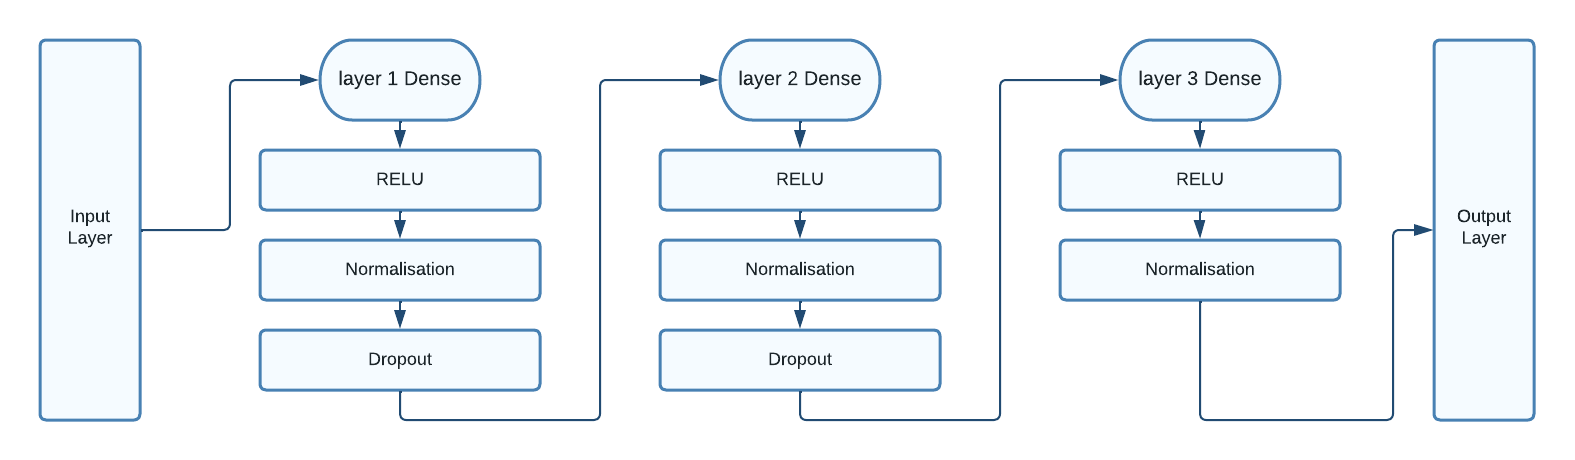 Input
Layer
layer 1 Dense
RELU
Normalisation
Dropout
layer 2 Dense
RELU
Normalisation
Dropout
layer 3 Dense
RELU
Normalisation
Output
Layer